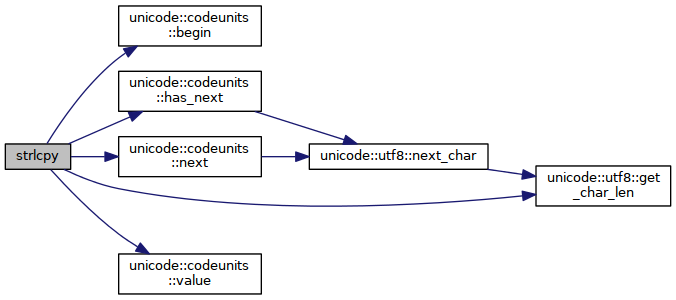 unicode::codeunits
::begin
unicode::codeunits
::has_next
strlcpy
unicode::codeunits
::next
unicode::utf8::next_char
unicode::utf8::get
_char_len
unicode::codeunits
::value